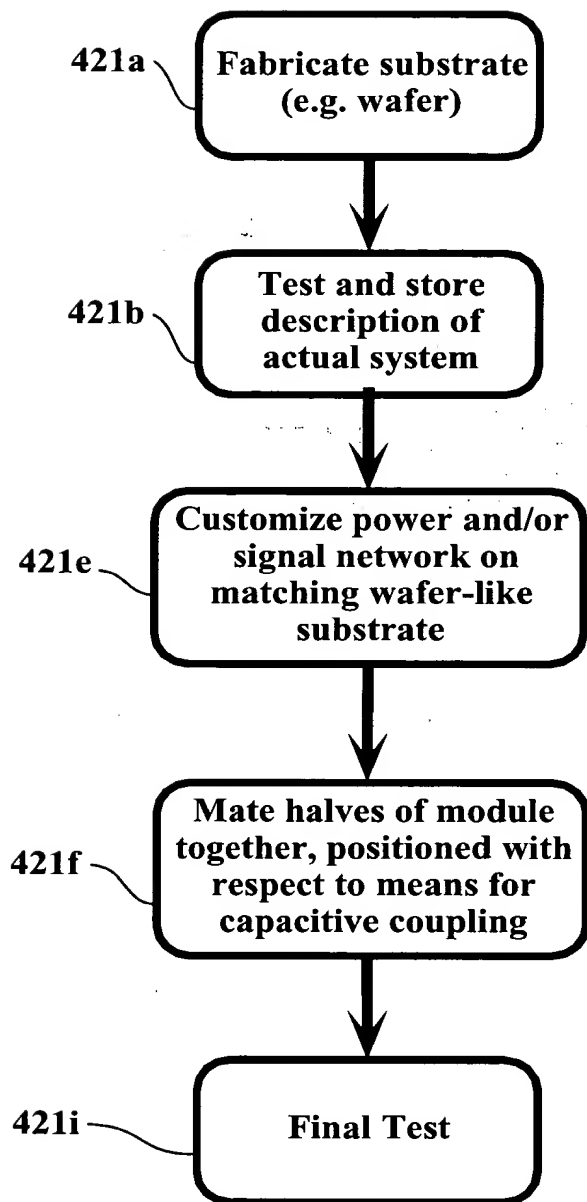 421a
Fabricate substrate
(e.g. wafer)
421b
Test and store
description of
actual system
421e
Customize power and/or
signal network on
matching wafer-like
substrate
421f
Mate halves of module
together, positioned with
respect to means for
capacitive coupling
421i
Final Test